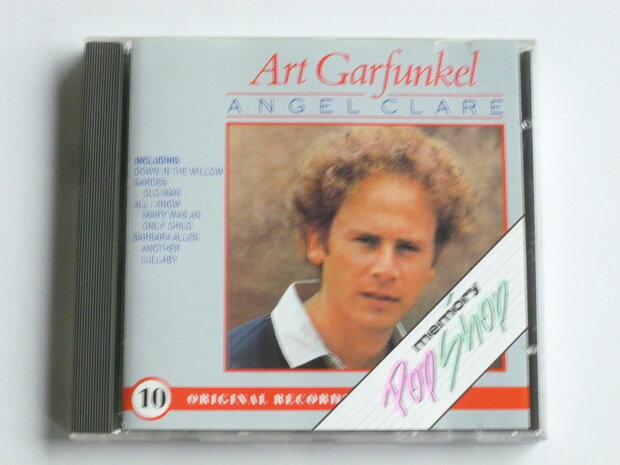 Art Garfunkel
ANGEL CLARE
INCLUDING:
DOWN IN THE WILLOW
GARDEN
OLD MAN
ALL I KNOW
MARY WAS AN
ONLY CHILD
BARBARA ALLEN
ANOTHER
LULLABY
memory
Pop Shop
10 ORIGINAL RECORD